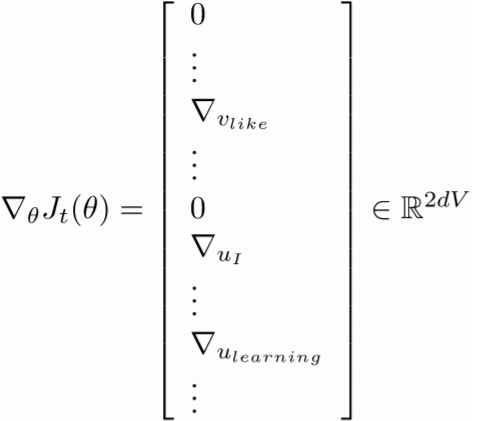 0
⋮
∇_{v_{like}}
⋮
∇_θ J_t(θ) = 0 ∈ ℝ^{2dV}
∇_{u_I}
⋮
∇_{u_{learning}}
⋮